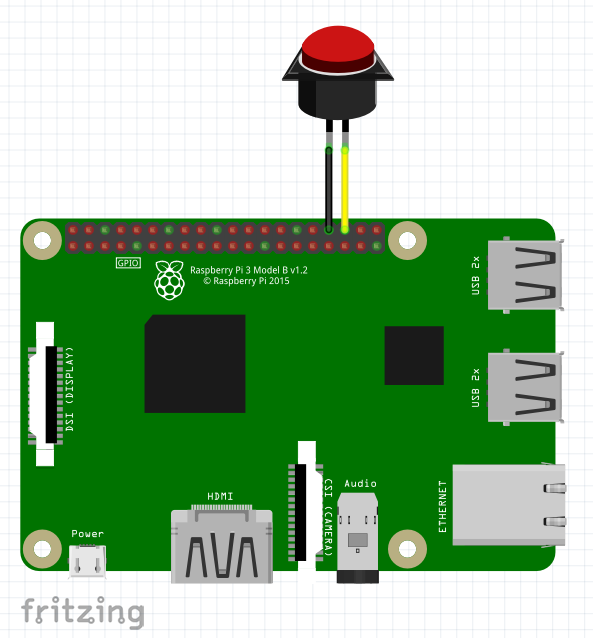 GPIO
Raspberry Pi 3 Model B v1.2
© Raspberry Pi 2015
USB 2x
DSI (DISPLAY)
USB 2x
HDMI
CSI (CAMERA)
Audio
ETHERNET
Power
fritzing